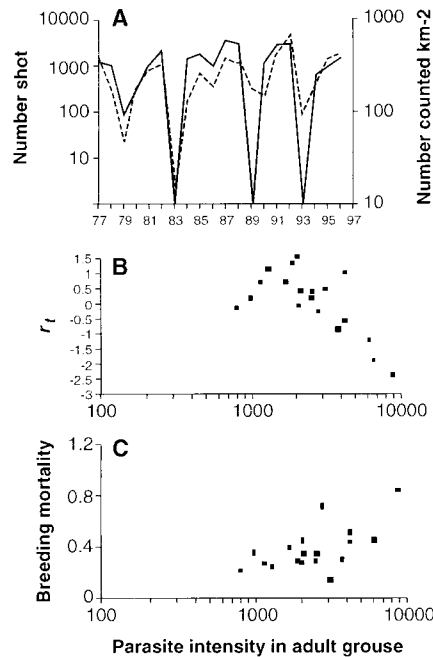 A
Number shot
Number counted km-2
10000
1000
100
10
1000
100
10
77 79 81 83 85 87 89 91 93 95 97
B
r_t
1.5
1
0.5
0
-0.5
-1
-1.5
-2
-2.5
-3
100 1000 10000
C
Breeding mortality
1.2
0.8
0.4
0
100 1000 10000
Parasite intensity in adult grouse